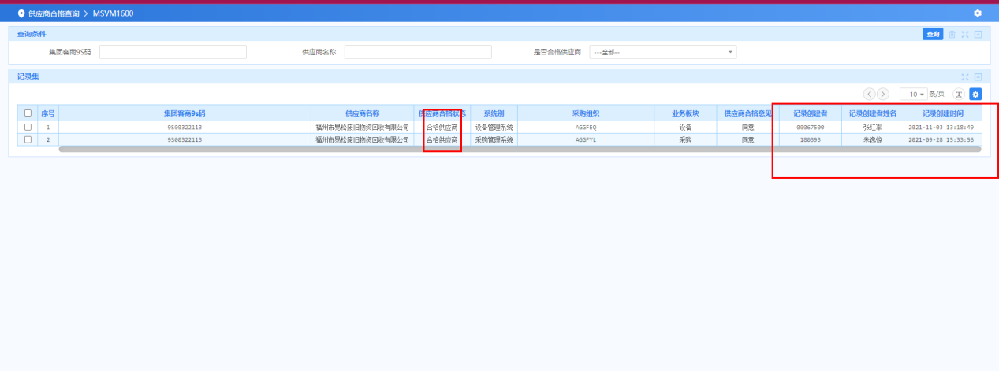 供应商合格查询 > MSVM1600
查询条件 查询
集团客商9S码 供应商名称 是否合格供应商 ---全部--
记录集
10 条/页
序号 集团客商9s码 供应商名称 供应商合格状态 系统别 采购组织 业务板块 供应商合格意见 记录创建者 记录创建者姓名 记录创建时间
1 9S00322113 福州市易松废旧物资回收有限公司 合格供应商 设备管理系统 AGGFEQ 设备 同意 00067500 张红军 2021-11-03 13:18:49
2 9S00322113 福州市易松废旧物资回收有限公司 合格供应商 采购管理系统 AGGFYL 采购 同意 180393 朱逸惊 2021-09-28 15:33:56